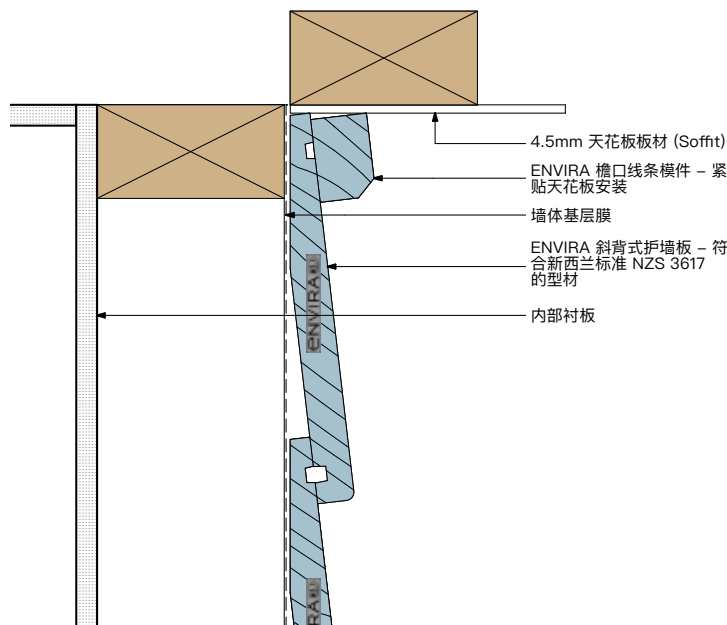 4.5mm 天花板板材 (Soffit)
ENVIRA 檐口线条模件 – 紧
贴天花板安装
墙体基层膜
ENVIRA 斜背式护墙板 – 符
合新西兰标准 NZS 3617
的型材
内部衬板
ENVIRA
RA